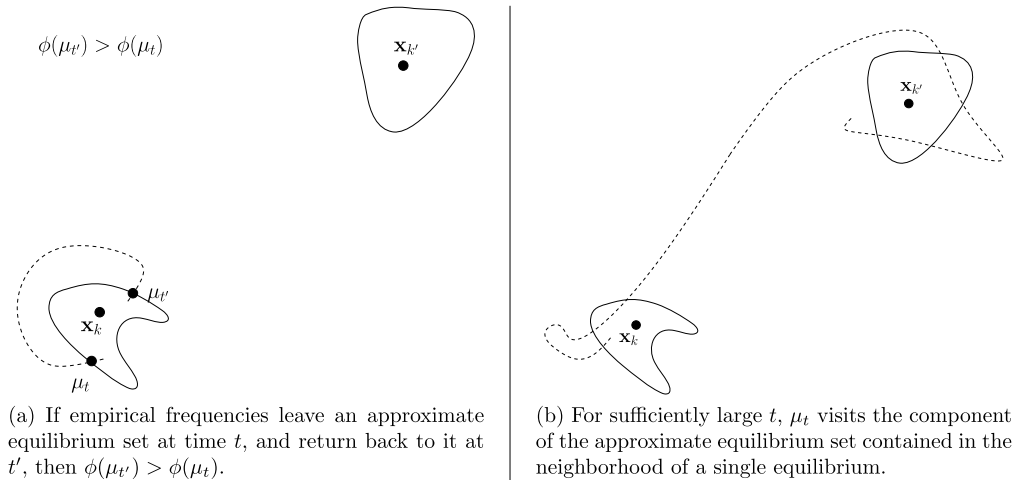 ϕ(μ_{t′}) > ϕ(μ_t)
x_{k′}
μ_{t′}
x_k
μ_t
(a) If empirical frequencies leave an approximate
equilibrium set at time t, and return back to it at
t′, then ϕ(μ_{t′}) > ϕ(μ_t).
x_{k′}
x_k
(b) For sufficiently large t, μ_t visits the component
of the approximate equilibrium set contained in the
neighborhood of a single equilibrium.